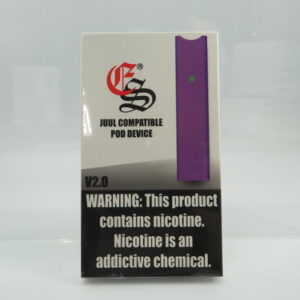 ES®
JUUL COMPATIBLE
POD DEVICE
V2.0
WARNING: This product
contains nicotine.
Nicotine is an
addictive chemical.